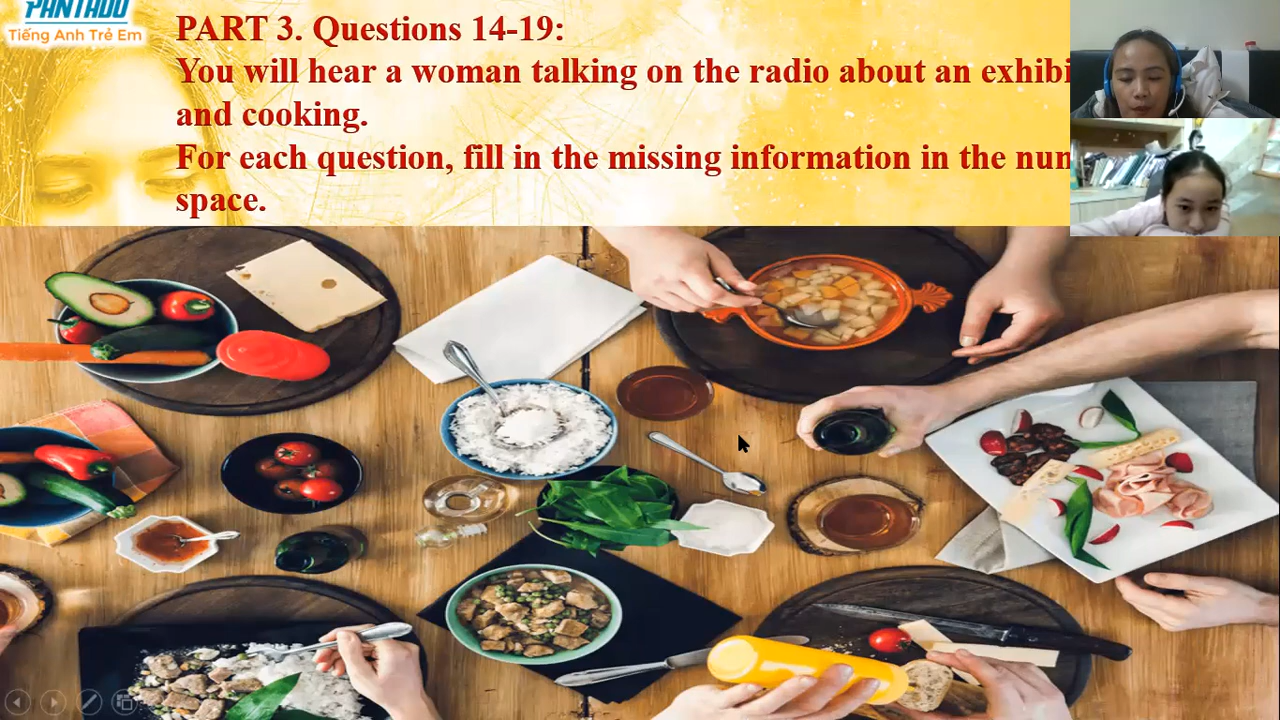 PANTADO
Tiếng Anh Trẻ Em
PART 3. Questions 14-19:
You will hear a woman talking on the radio about an exhibi
and cooking.
For each question, fill in the missing information in the num
space.